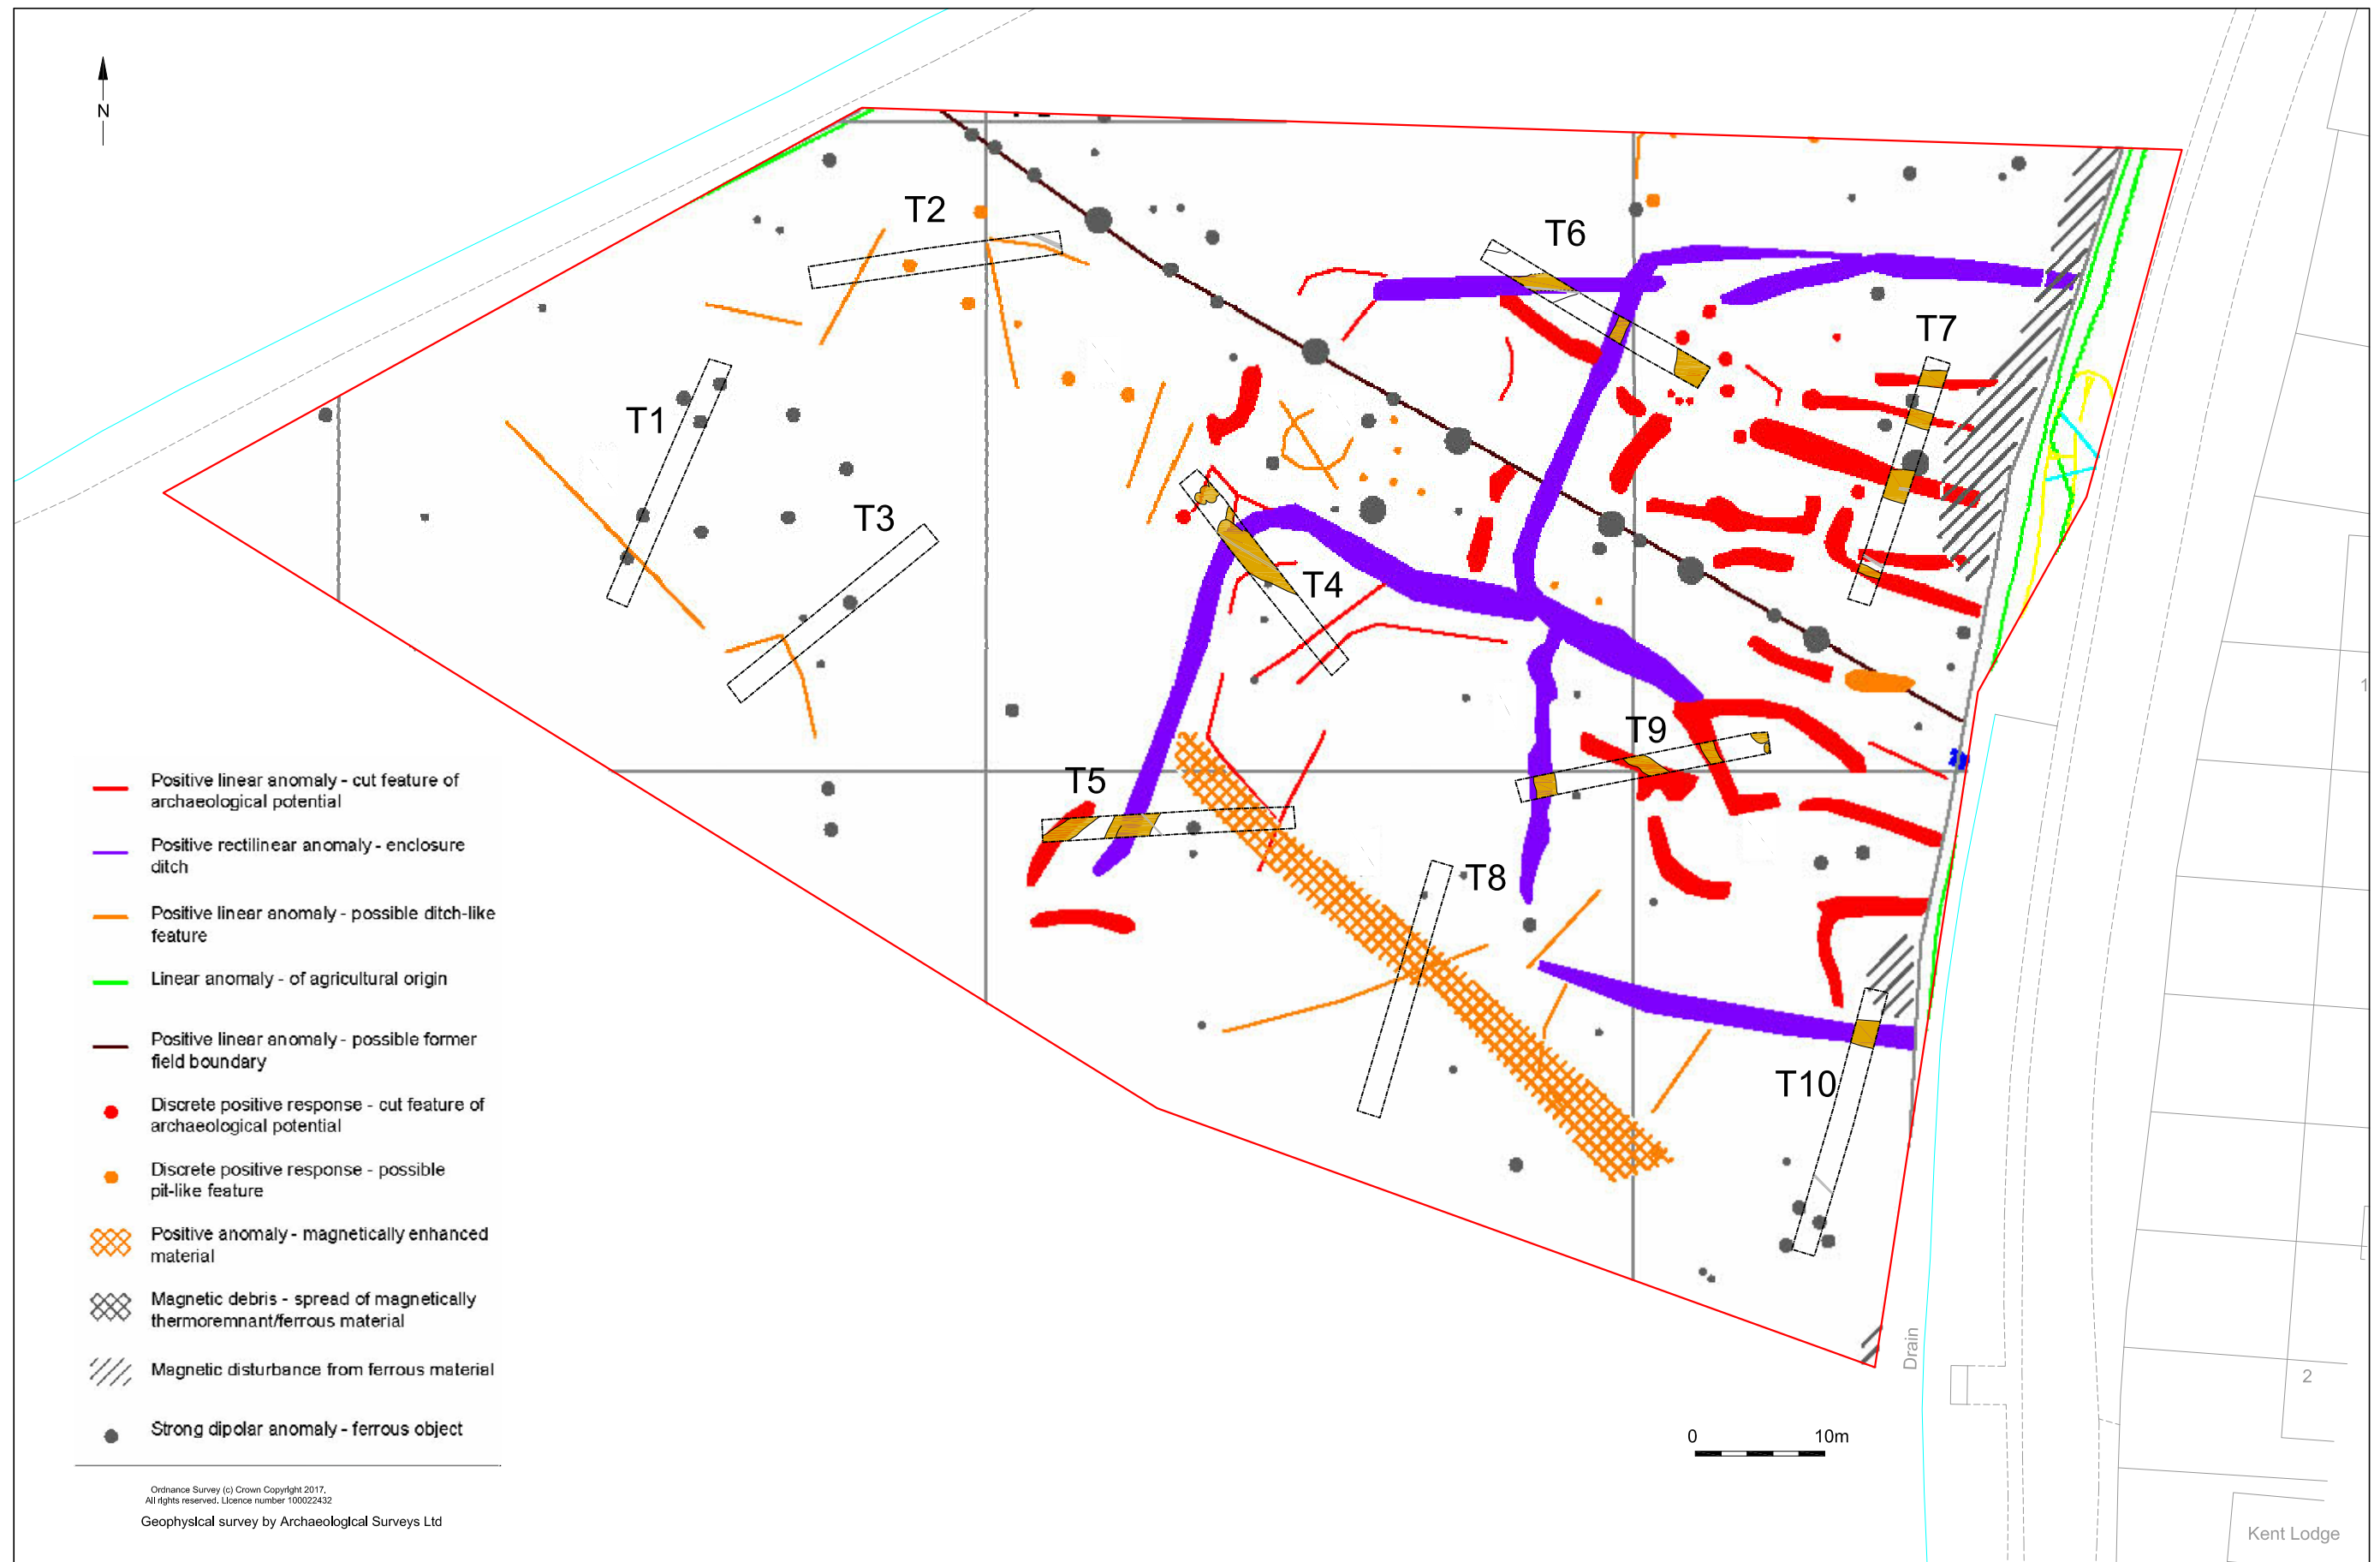 N
T2
T6
T7
T1
T3
T4
T9
T5
T8
T10
1
Positive linear anomaly - cut feature of
archaeological potential
Positive rectilinear anomaly - enclosure
ditch
Positive linear anomaly - possible ditch-like
feature
Linear anomaly - of agricultural origin
Positive linear anomaly - possible former
field boundary
Discrete positive response - cut feature of
archaeological potential
Discrete positive response - possible
pit-like feature
Positive anomaly - magnetically enhanced
material
Magnetic debris - spread of magnetically
thermoremnant/ferrous material
Magnetic disturbance from ferrous material
Strong dipolar anomaly - ferrous object
Drain
2
0 10m
Ordnance Survey (c) Crown Copyright 2017,
All rights reserved. Licence number 100022432
Geophysical survey by Archaeological Surveys Ltd
Kent Lodge